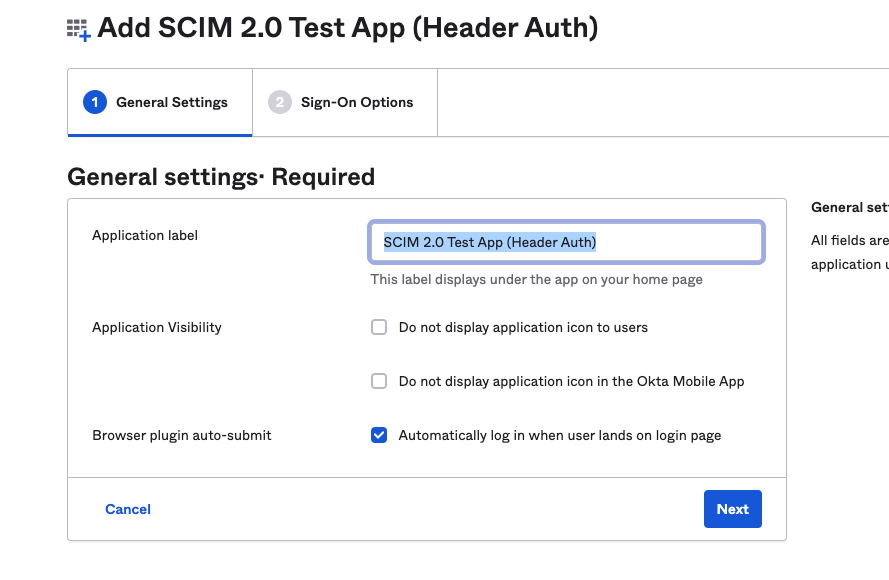 Add SCIM 2.0 Test App (Header Auth)
1 General Settings
2 Sign-On Options
General settings· Required
Application label
SCIM 2.0 Test App (Header Auth)
This label displays under the app on your home page
Application Visibility
Do not display application icon to users
Do not display application icon in the Okta Mobile App
Browser plugin auto-submit
Automatically log in when user lands on login page
Cancel
Next
General
All fields are
application